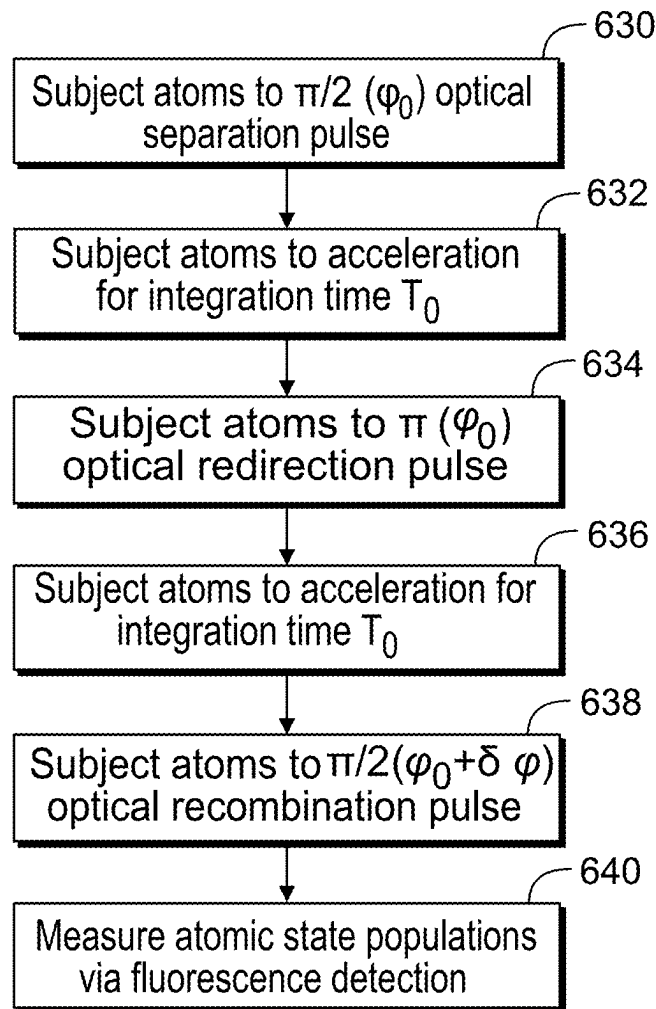 630
Subject atoms to π/2 (φ₀) optical
separation pulse
632
Subject atoms to acceleration
for integration time T₀
634
Subject atoms to π (φ₀)
optical redirection pulse
636
Subject atoms to acceleration for
integration time T₀
638
Subject atoms to π/2(φ₀+δ φ)
optical recombination pulse
640
Measure atomic state populations
via fluorescence detection